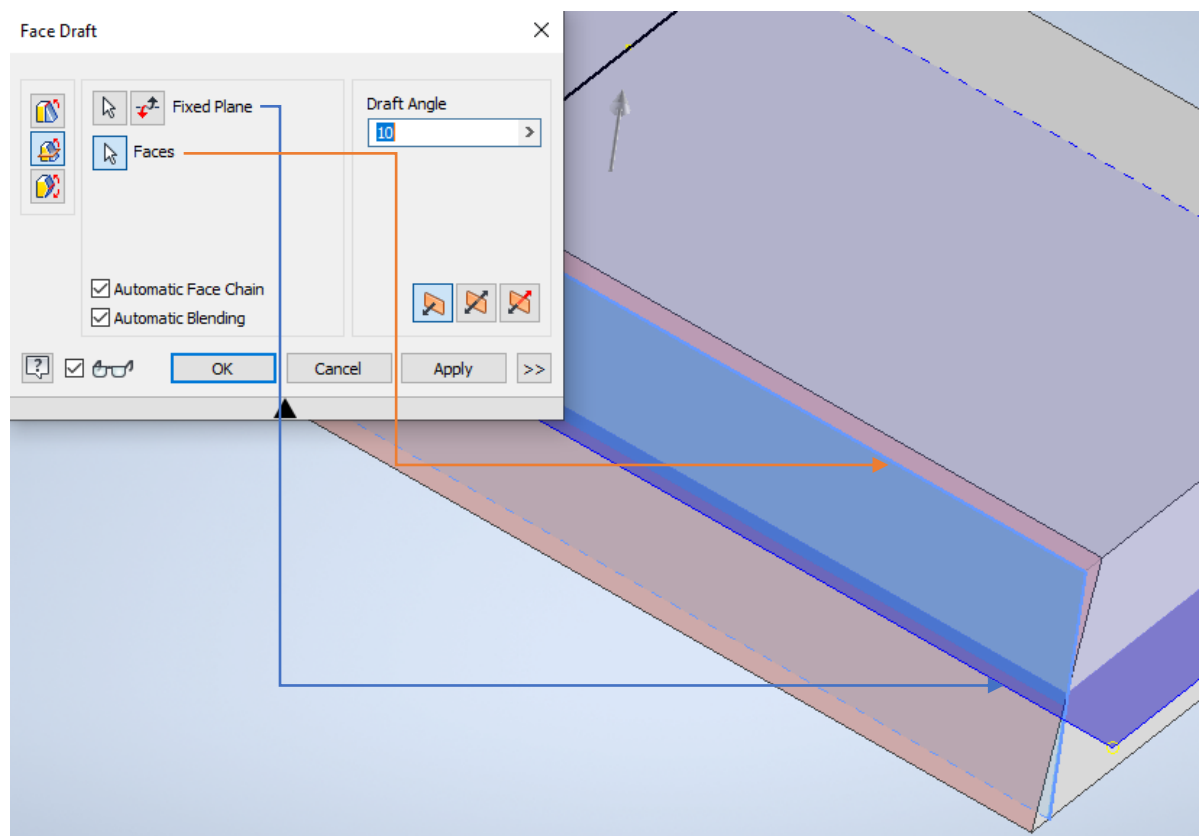 Face Draft
Fixed Plane
Draft Angle
10
Faces
Automatic Face Chain
Automatic Blending
?
OK
Cancel
Apply
>>